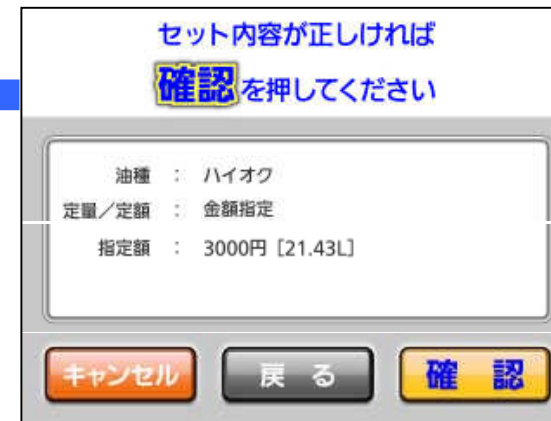 セット内容が正しければ
確認を押してください
油種 : ハイオク
定量／定額 : 金額指定
指定額 : 3000円 [21.43L]
キャンセル 戻る 確認